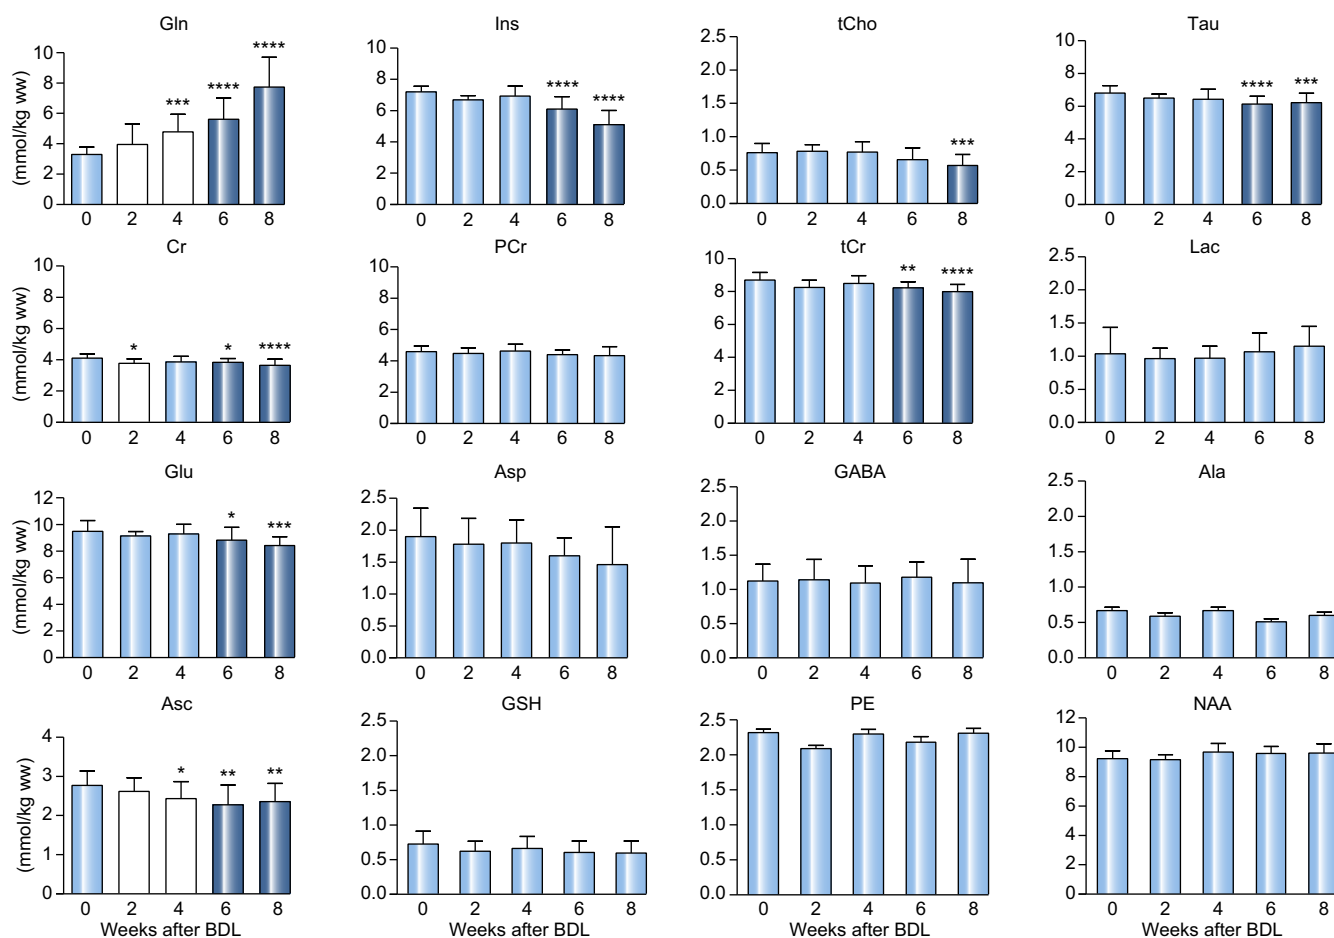 Gln
Ins
tCho
Tau
(mmol/kg ww)
10
8
6
4
2
0
**** **** *** ***
0 2 4 6 8
10
8
6
4
2
0
**** ****
0 2 4 6 8
2.5
2.0
1.5
1.0
0.5
0.0
***
0 2 4 6 8
10
8
6
4
2
0
**** ***
0 2 4 6 8
Cr
PCr
tCr
Lac
(mmol/kg ww)
10
8
6
4
2
0
* * ****
0 2 4 6 8
10
8
6
4
2
0
0 2 4 6 8
10
8
6
4
2
0
** ****
0 2 4 6 8
2.5
2.0
1.5
1.0
0.5
0.0
0 2 4 6 8
Glu
Asp
GABA
Ala
(mmol/kg ww)
12
10
8
6
4
2
0
* ***
0 2 4 6 8
2.5
2.0
1.5
1.0
0.5
0.0
0 2 4 6 8
2.5
2.0
1.5
1.0
0.5
0.0
0 2 4 6 8
2.5
2.0
1.5
1.0
0.5
0.0
0 2 4 6 8
Asc
GSH
PE
NAA
(mmol/kg ww)
4
3
2
1
0
* ** **
0 2 4 6 8
Weeks after BDL
2.5
2.0
1.5
1.0
0.5
0.0
0 2 4 6 8
Weeks after BDL
2.5
2.0
1.5
1.0
0.5
0.0
0 2 4 6 8
Weeks after BDL
12
10
8
6
4
2
0
0 2 4 6 8
Weeks after BDL